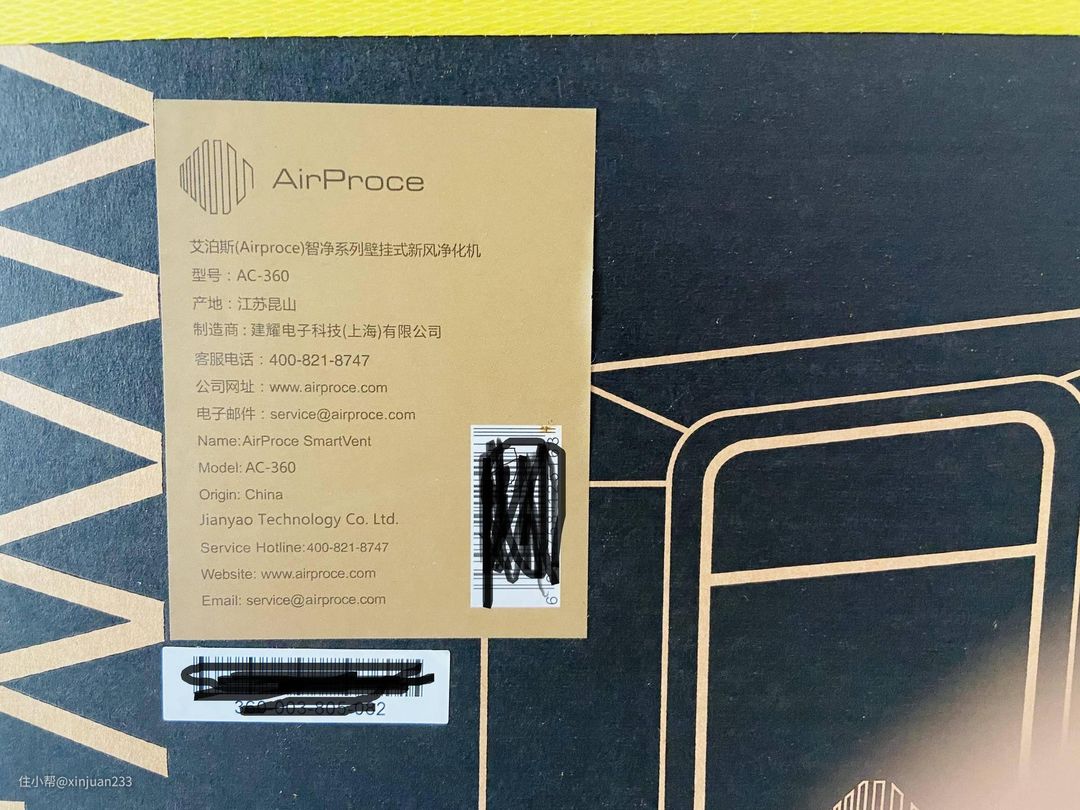 AirProce
艾泊斯(Airproce)智净系列壁挂式新风净化机
型号：AC-360
产地：江苏昆山
制造商：建耀电子科技(上海)有限公司
客服电话：400-821-8747
公司网址：www.airproce.com
电子邮件：service@airproce.com
Name:AirProce SmartVent
Model: AC-360
Origin: China
Jianyao Technology Co. Ltd.
Service Hotline:400-821-8747
Website: www.airproce.com
Email: service@airproce.com
住小帮@xinjuan233